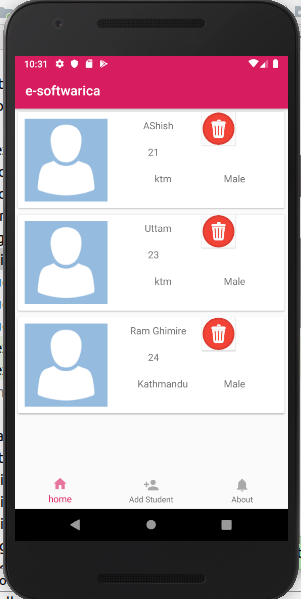 10:31
e-softwarica
AShish
21
ktm Male
Uttam
23
ktm Male
Ram Ghimire
24
Kathmandu Male
home Add Student About